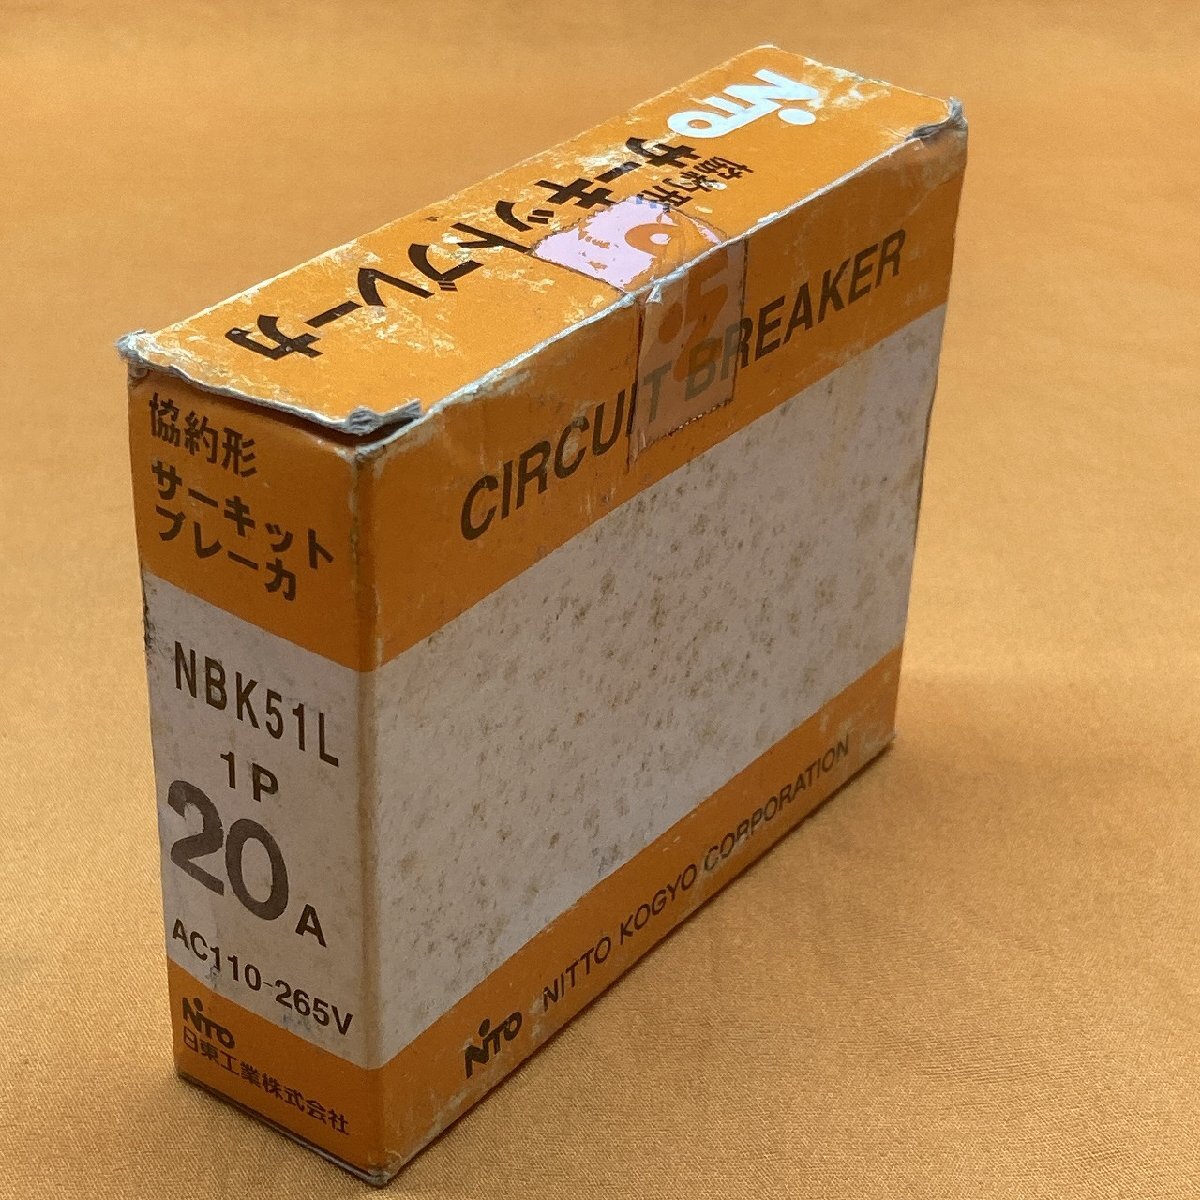 NITO
協約形
サーキットブレーカ
CIRCUIT BREAKER
協約形
サーキット
ブレーカ
NBK51L
1P
20A
AC110-265V
NITO
日東工業株式会社
NITO NITTO KOGYO CORPORATION